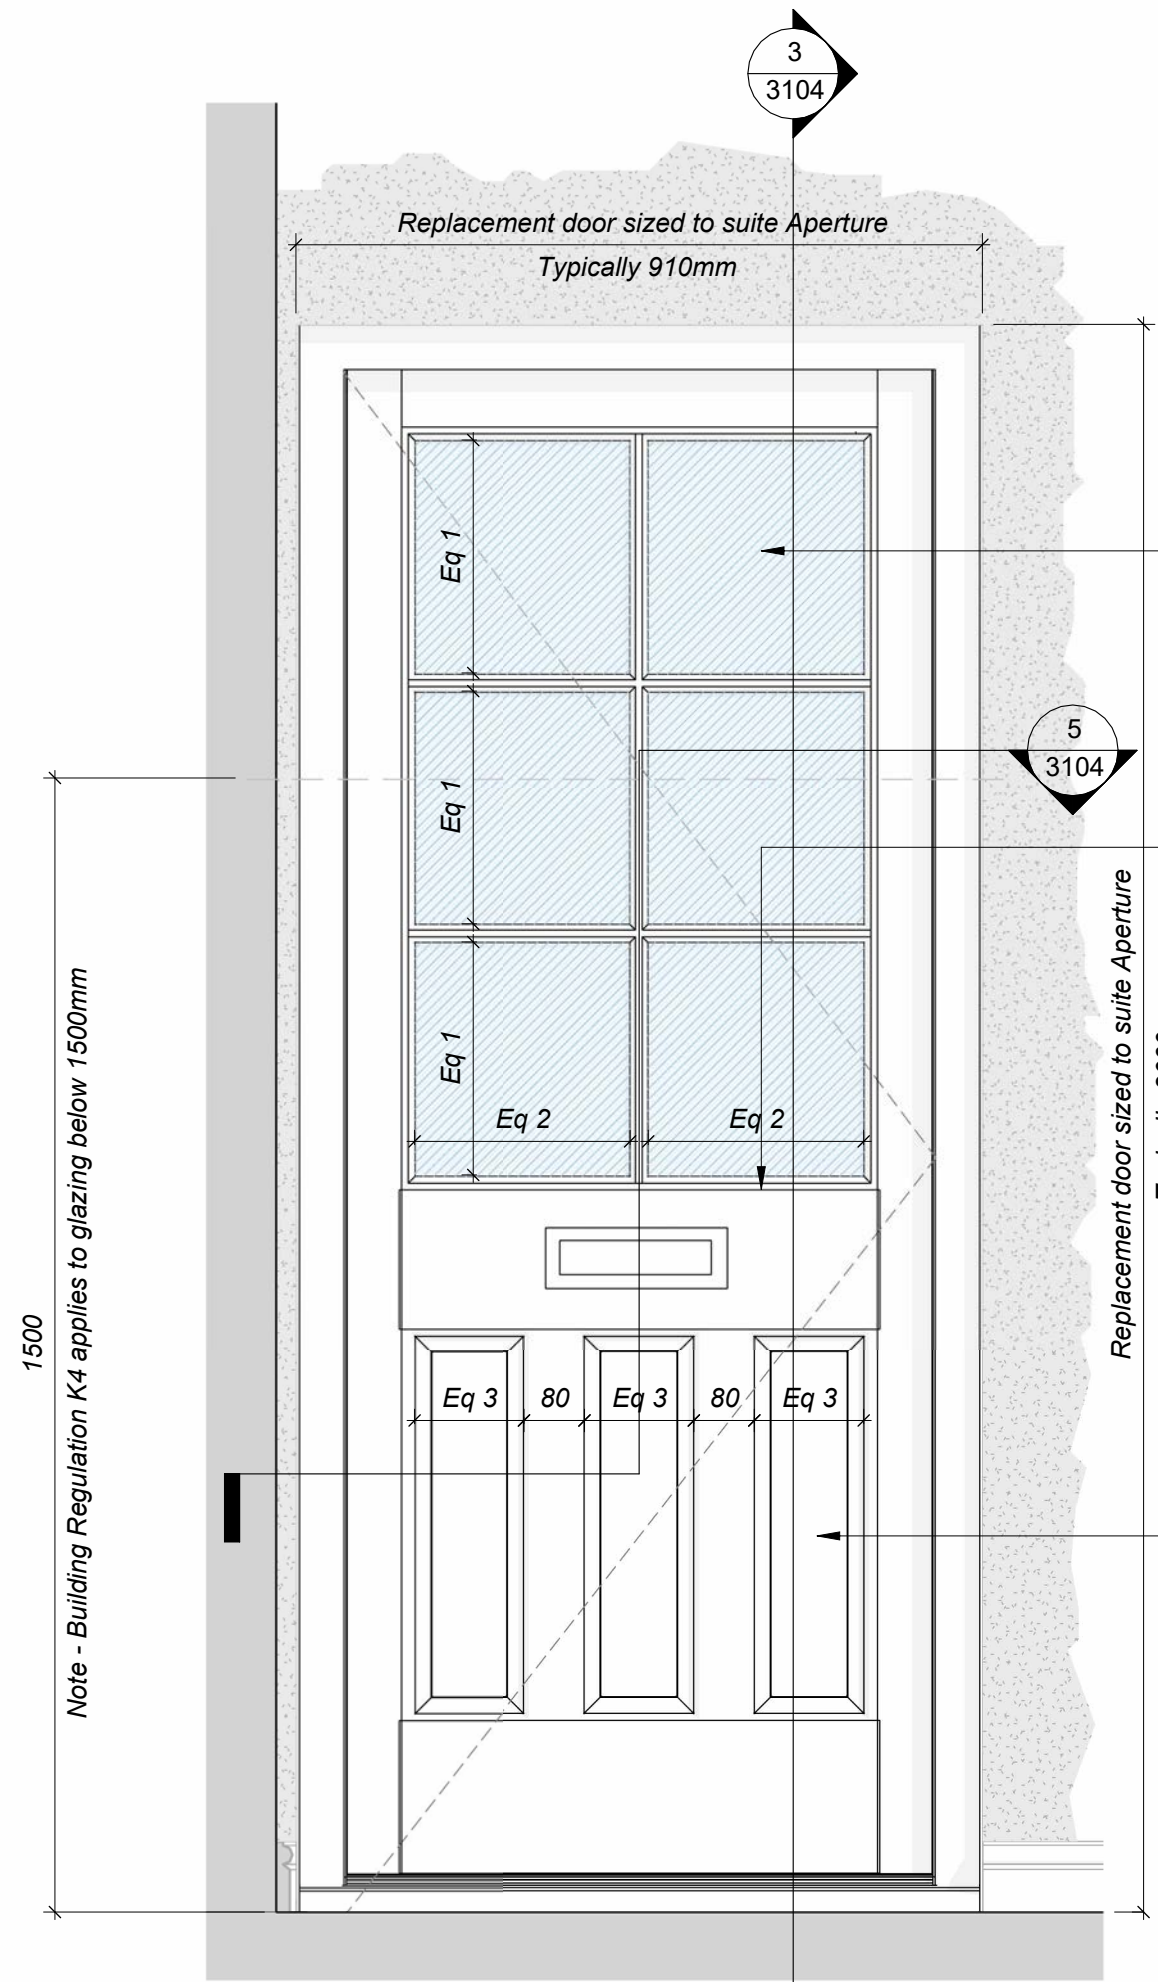 3
3104
Replacement door sized to suite Aperture
Typically 910mm
Eq 1
5
3104
Eq 1
Replacement door sized to suite Aperture
Note - Building Regulation K4 applies to glazing below 1500mm
1500
Eq 1
Eq 2
Eq 2
Eq 3
80
Eq 3
80
Eq 3